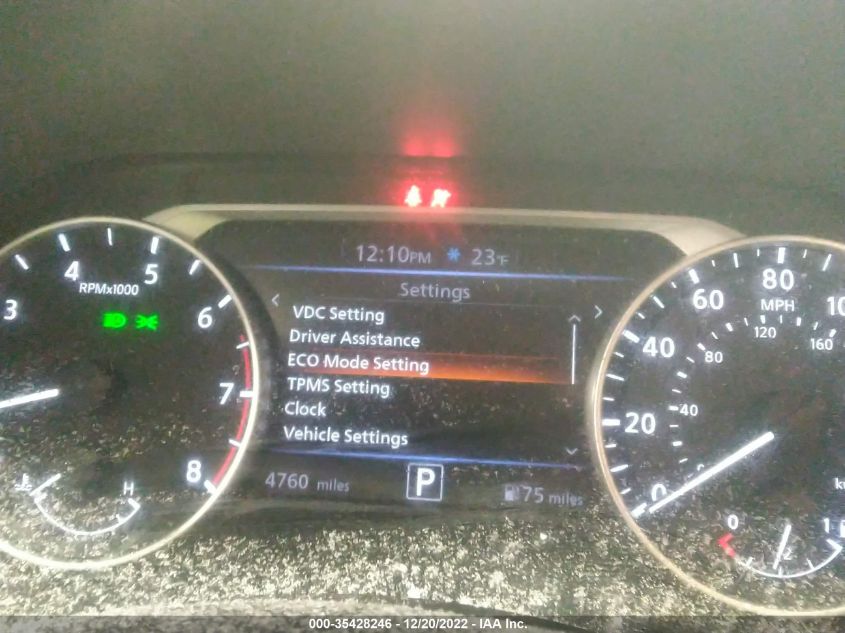 12:10PM 23°F
Settings
VDC Setting
Driver Assistance
ECO Mode Setting
TPMS Setting
Clock
Vehicle Settings
4760 miles
P
75 miles
3
4
5
6
7
8
RPMx1000
H
0
20
40
60
80
MPH
40
80
120
160
0
1
000-35428246 - 12/20/2022 - IAA Inc.